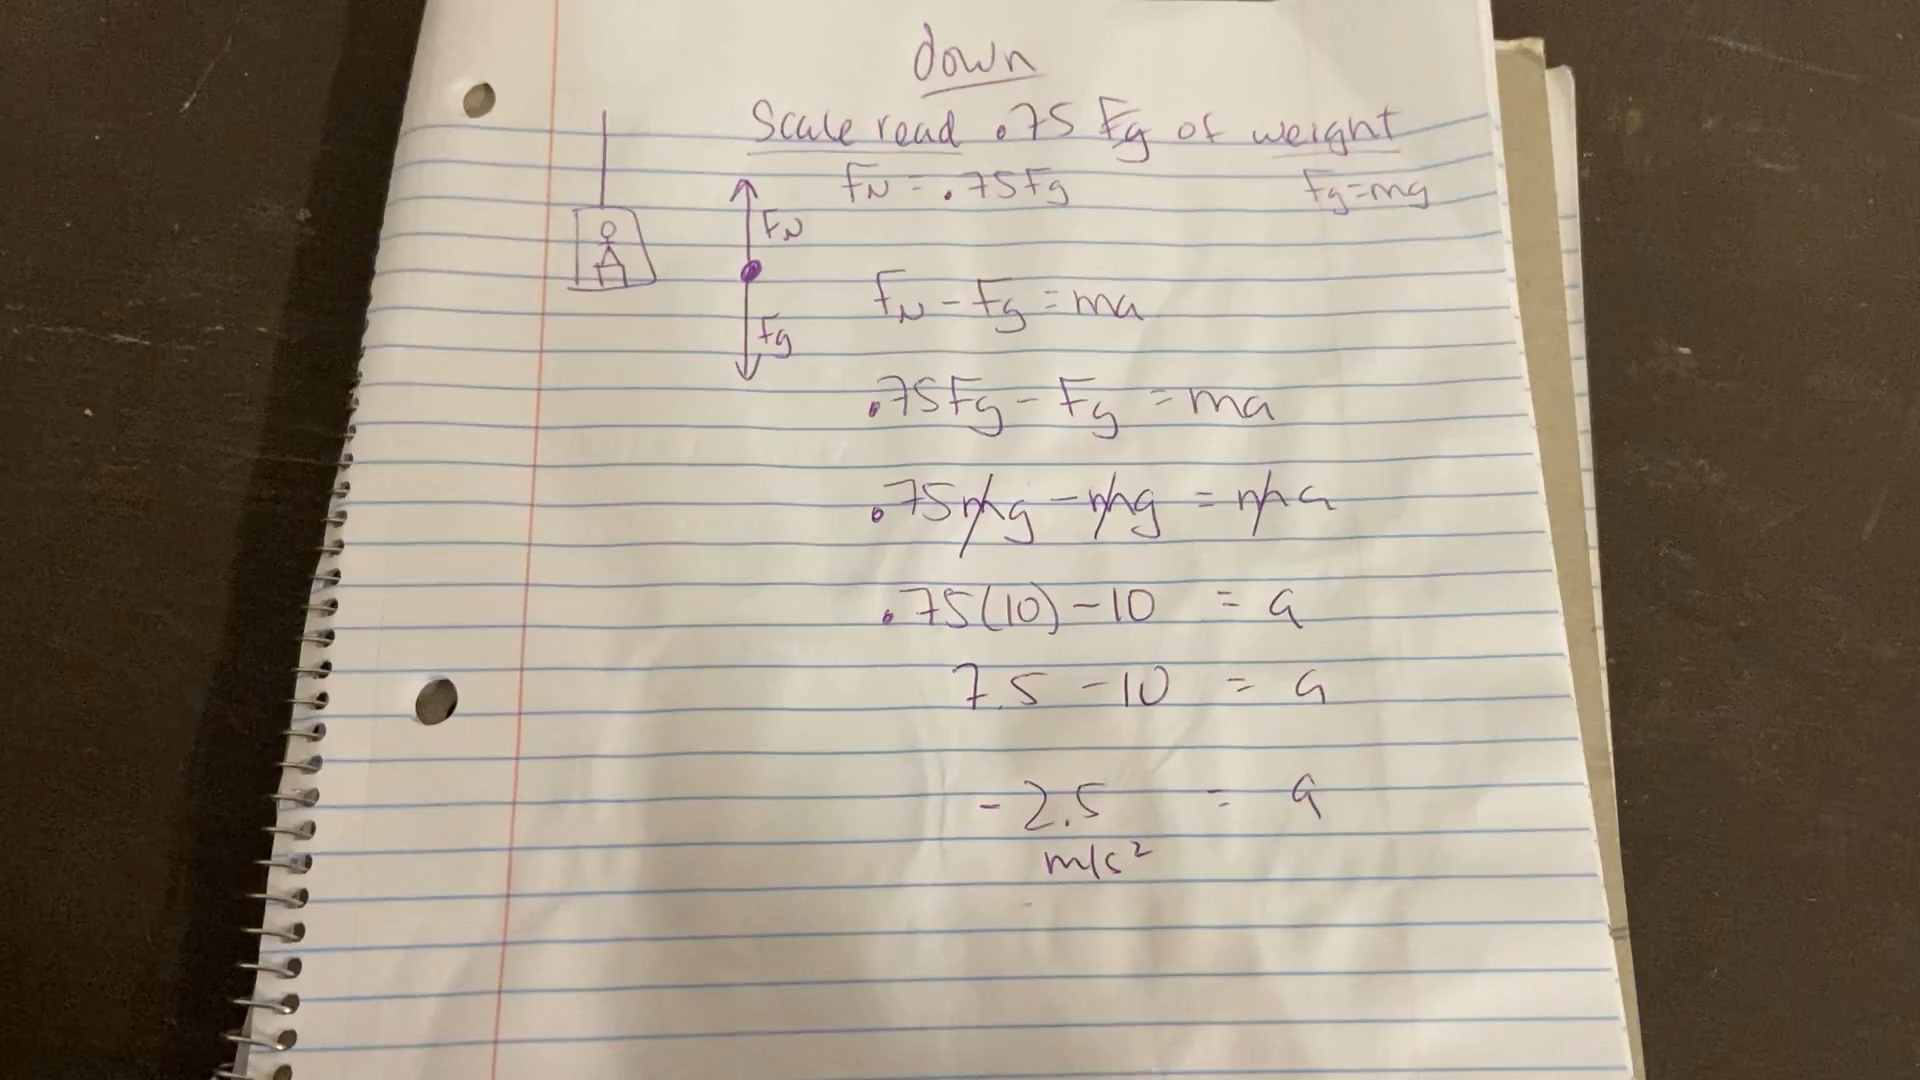 down
Scale read .75 Fg of weight
FN = .75Fg
Fg=mg
FN
Fg
FN - Fg = ma
.75Fg - Fg = ma
.75mg - mg = ma
.75(10) - 10 = a
7.5 - 10 = a
-2.5 = a
m/s²